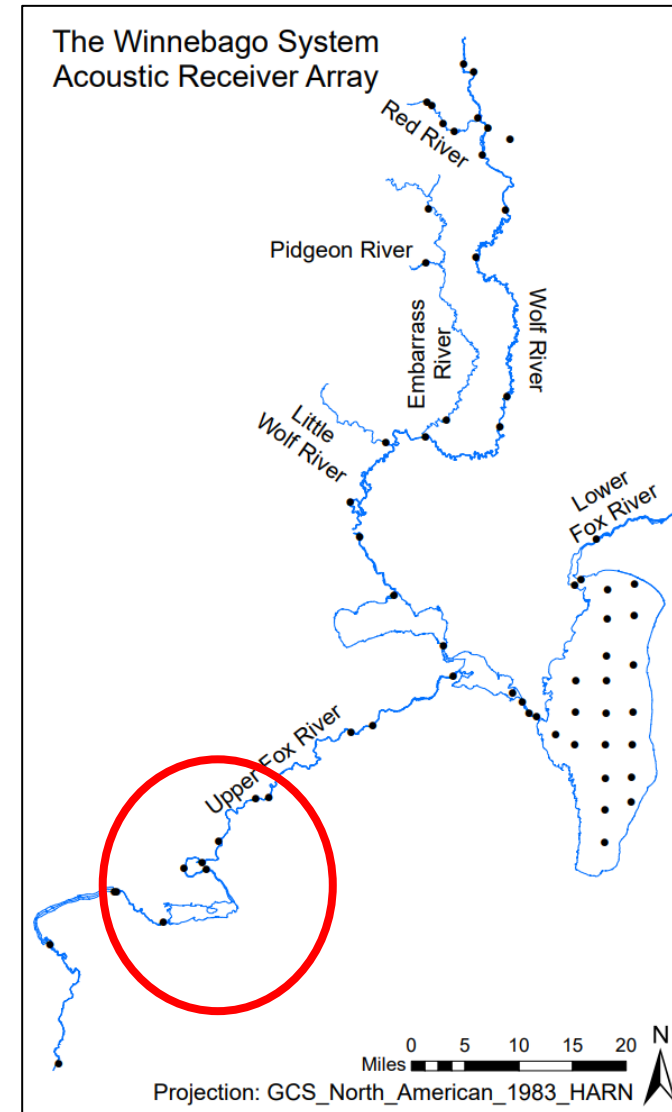 The Winnebago System
Acoustic Receiver Array
Red River
Pidgeon River
Wolf River
Embarrass
River
Little
Wolf River
Lower
Fox River
Upper Fox River
N
0 5 10 15 20
Miles
Projection: GCS_North_American_1983_HARN